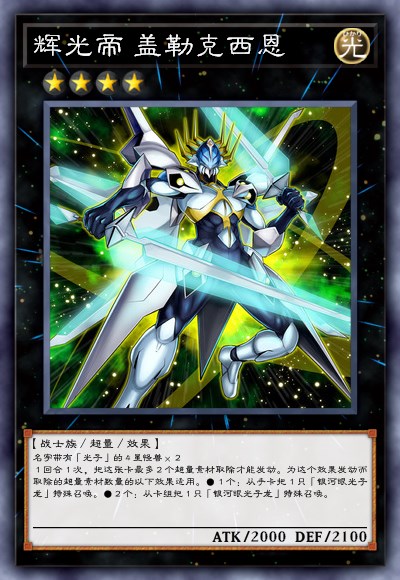 辉光帝 盖勒克西恩
光
【战士族／超量／效果】
名字带有「光子」的4星怪兽×2
1回合1次，把这张卡最多2个超量素材取除才能发动。为这个效果发动而
取除的超量素材数量的以下效果适用。●1个：从手卡把1只「银河眼光子
龙」特殊召唤。●2个：从卡组把1只「银河眼光子龙」特殊召唤。
ATK/2000 DEF/2100